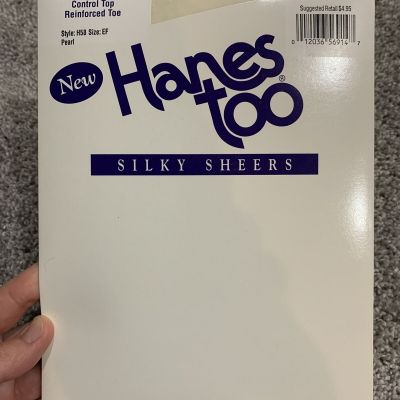 Control Top
Reinforced Toe
Style: H50 Size: EF
Pearl
Suggested Retail $4.95
0 12036 56914 7
New
Hanes
too®
SILKY SHEERS